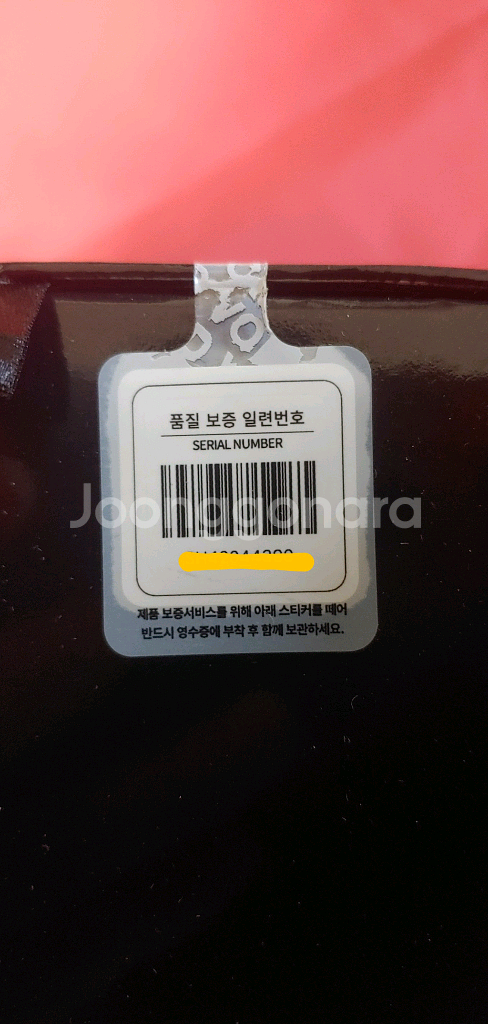 품질 보증 일련번호
SERIAL NUMBER
Joonggonara
제품 보증서비스를 위해 아래 스티커를 떼어
반드시 영수증에 부착 후 함께 보관하세요.